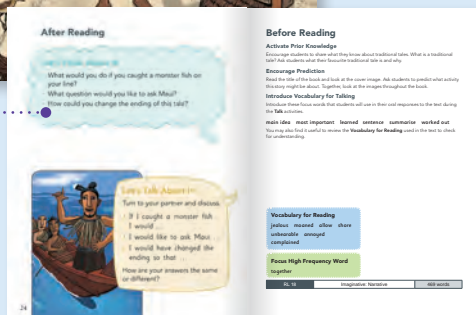 After Reading
What would you do if you caught a monster fish on
your line?
What question would you like to ask Maui?
How could you change the ending of this tale?
Let's Talk About It
Turn to your partner and discuss.
If I caught a monster fish
I would ...
I would like to ask Maui ...
I would have changed the
ending so that ...
How are your answers the same
or different?
24
Before Reading
Activate Prior Knowledge
Encourage students to share what they know about traditional tales. What is a traditional
tale? Ask students what their favourite traditional tale is and why.
Encourage Prediction
Read the title of the book and look at the cover image. Ask students to predict what activity
this story might be about. Together, look at the images throughout the book.
Introduce Vocabulary for Talking
Introduce these focus words that students will use in their oral responses to the text during
the Talk activities.
main idea most important learned sentence summarise worked out
You may also find it useful to review the Vocabulary for Reading used in the text to check
for understanding.
Vocabulary for Reading
jealous moaned allow share
unbearable annoyed
complained
Focus High Frequency Word
together
RL 16 Imaginative: Narrative 469 words